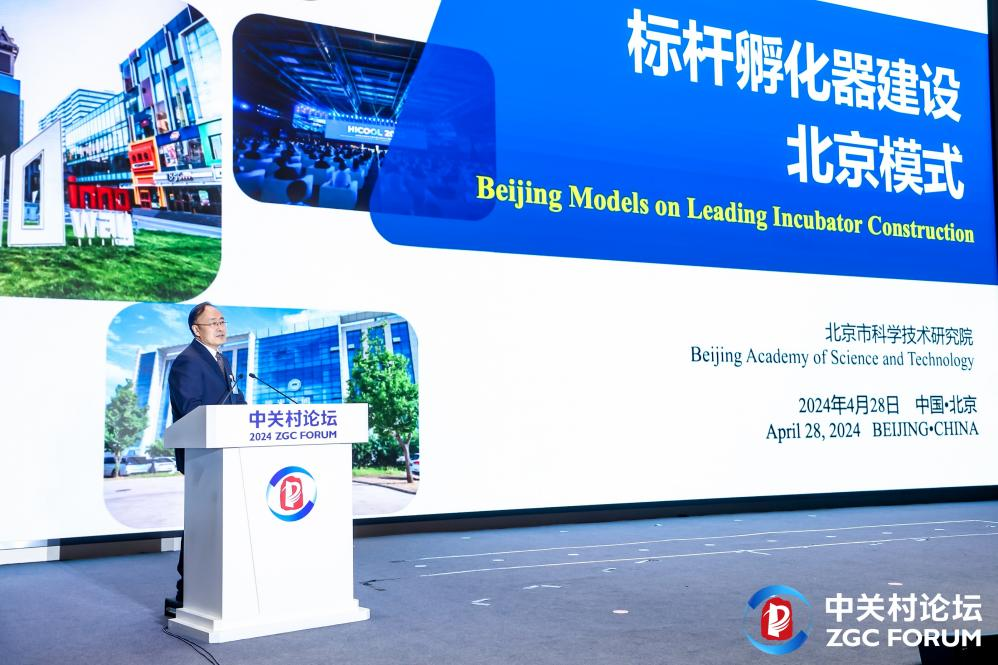 标杆孵化器建设
北京模式
Beijing Models on Leading Incubator Construction
HICOOL 20
inno
way
北京市科学技术研究院
Beijing Academy of Science and Technology
2024年4月28日 中国•北京
April 28, 2024 BEIJING•CHINA
中关村论坛
2024 ZGC FORUM
中关村论坛
ZGC FORUM